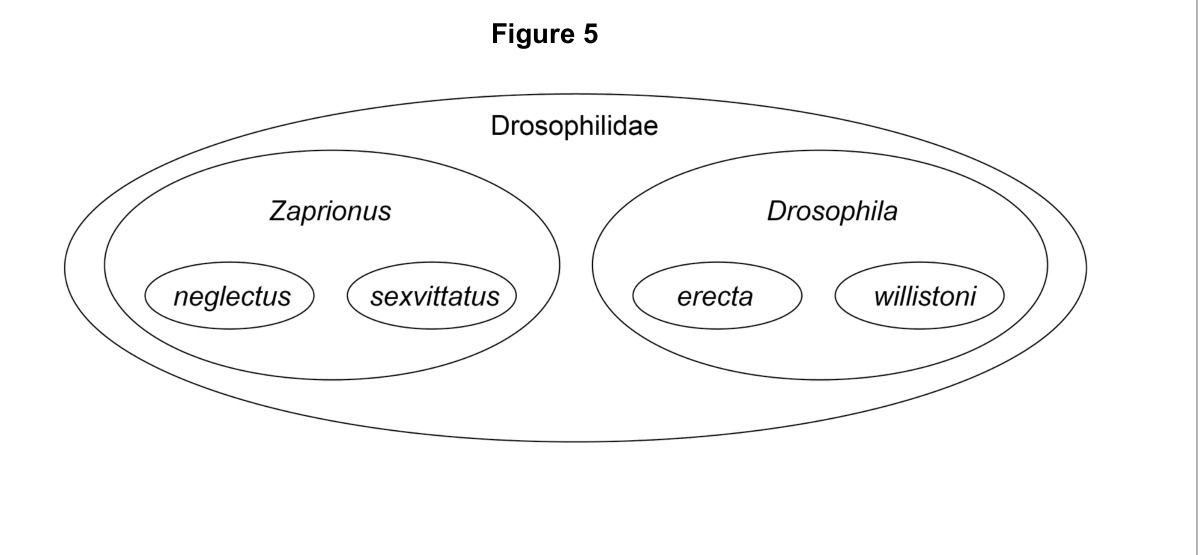 Figure 5
Drosophilidae
Zaprionus
Drosophila
neglectus
sexvittatus
erecta
willistoni